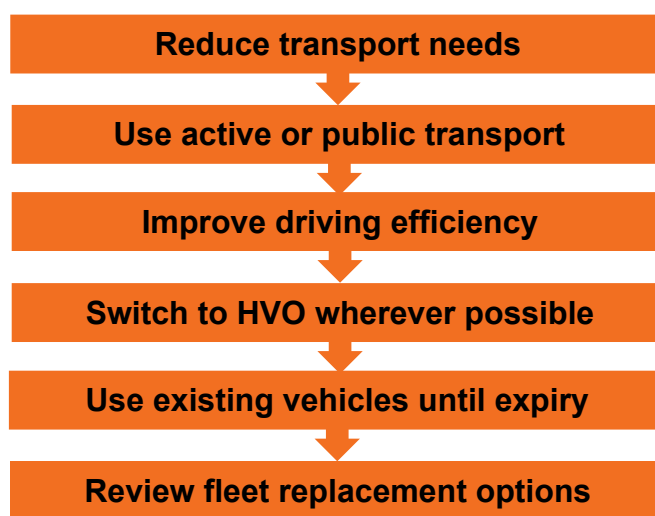 Reduce transport needs
Use active or public transport
Improve driving efficiency
Switch to HVO wherever possible
Use existing vehicles until expiry
Review fleet replacement options